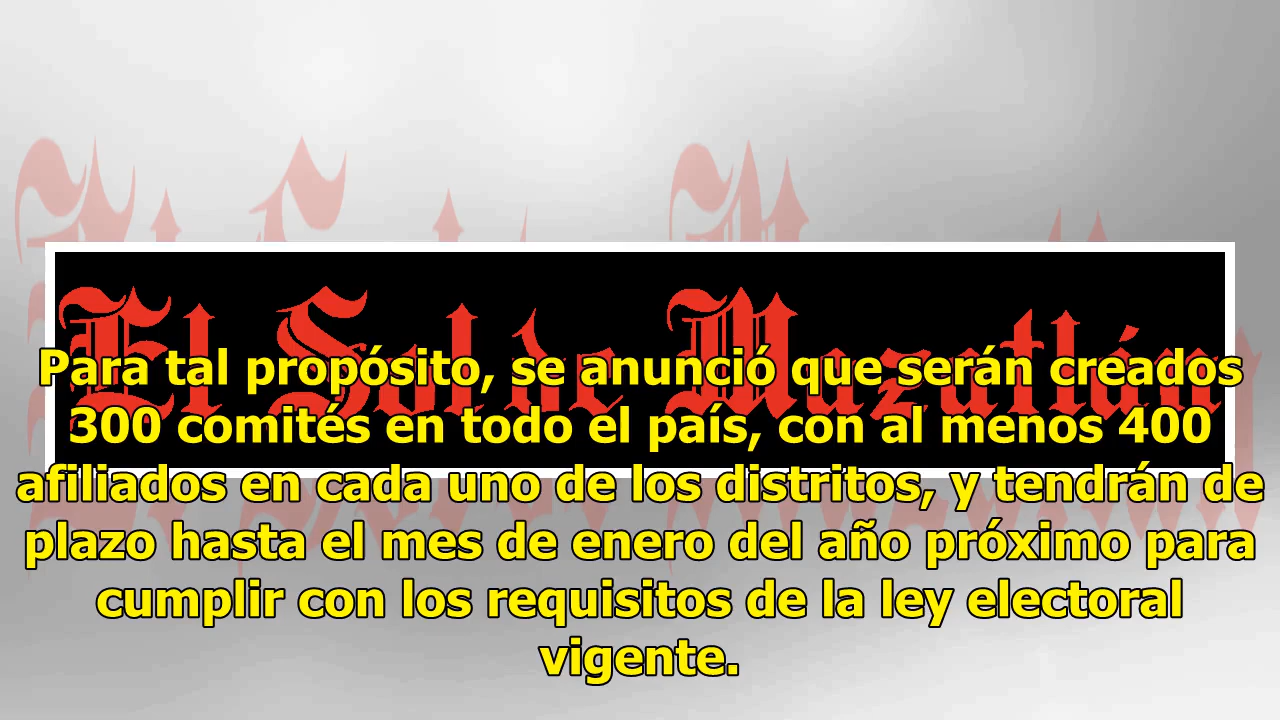 El Sol de Mazatlán
Para tal propósito, se anunció que serán creados
300 comités en todo el país, con al menos 400
afiliados en cada uno de los distritos, y tendrán de
plazo hasta el mes de enero del año próximo para
cumplir con los requisitos de la ley electoral
vigente.